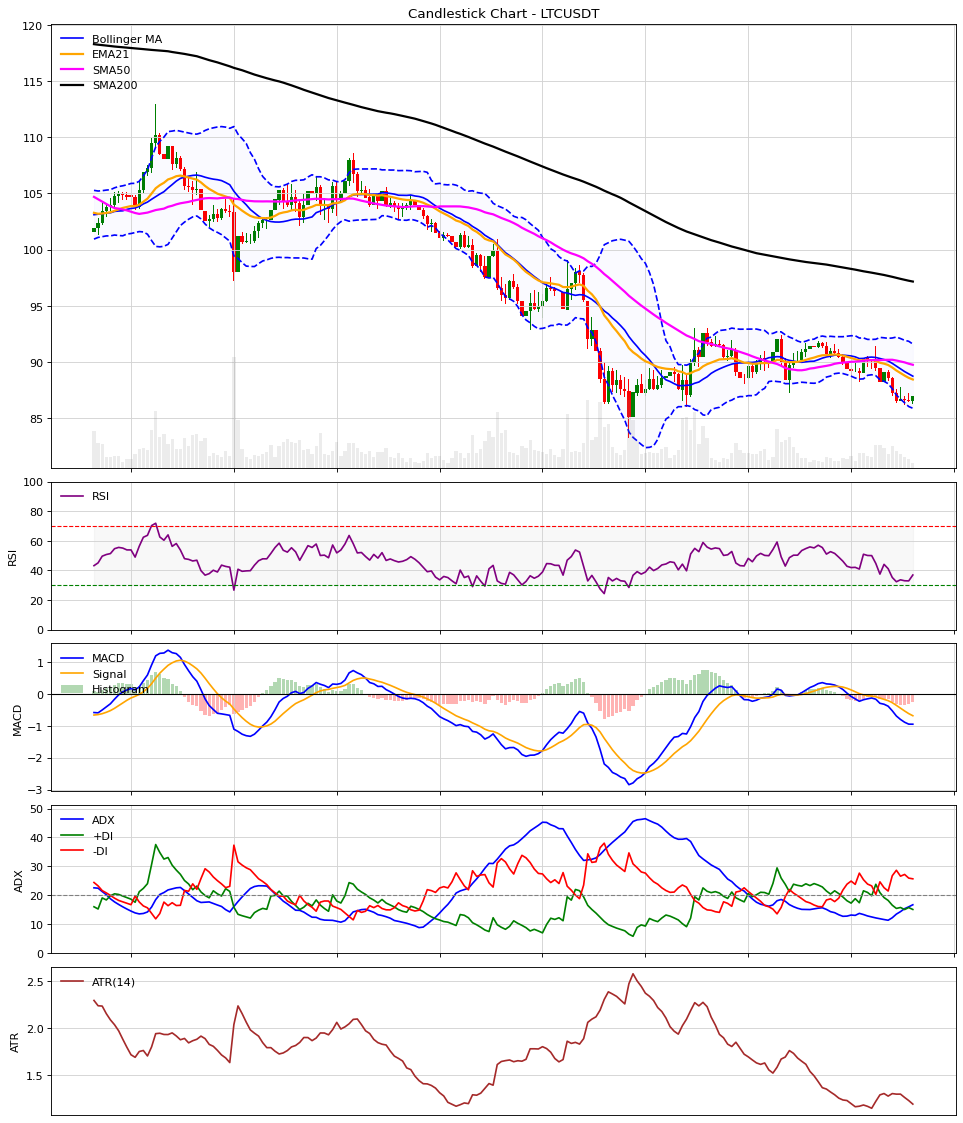 Candlestick Chart - LTCUSDT
120
115
110
105
100
95
90
85
Bollinger MA
EMA21
SMA50
SMA200
100
80
60
40
20
0
RSI
RSI
1
0
−1
−2
−3
MACD
MACD
Signal
Histogram
50
40
30
20
10
0
ADX
ADX
+DI
-DI
2.5
2.0
1.5
ATR
ATR(14)